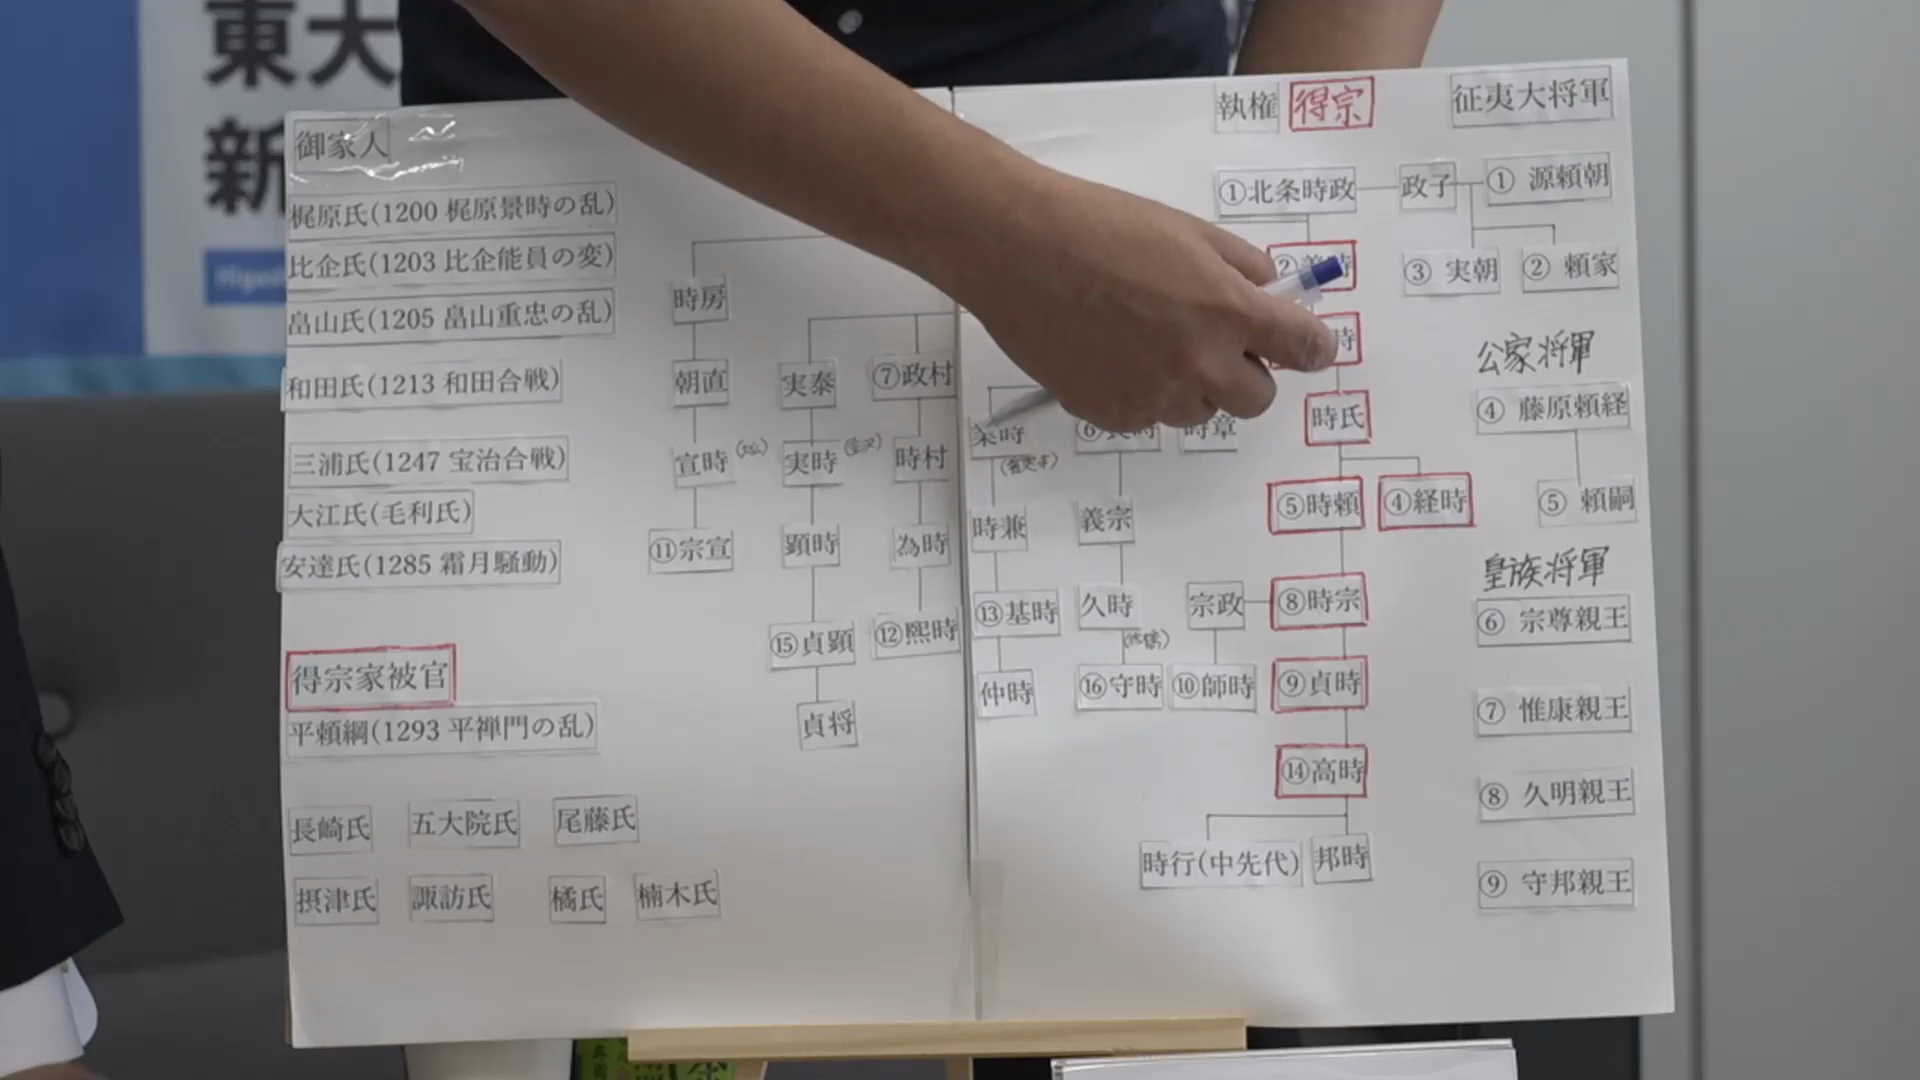 東大
新
Higas
御家人
梶原氏(1200 梶原景時の乱)
比企氏(1203 比企能員の変)
畠山氏(1205 畠山重忠の乱)
和田氏(1213 和田合戦)
三浦氏(1247 宝治合戦)
大江氏(毛利氏)
安達氏(1285 霜月騒動)
得宗家被官
平頼綱(1293 平禅門の乱)
長崎氏 五大院氏 尾藤氏
摂津氏 諏訪氏 橘氏 楠木氏
時房
朝直
宣時
⑪宗宣
実泰
実時
顕時
⑮貞顕
貞将
⑦政村
時村
為時
⑫煕時
業時
時兼
⑬基時
仲時
⑥長時
義宗
久時
⑯守時
時章
宗政
⑩師時
執権 得宗
①北条時政
②義時
時
時氏
⑤時頼 ④経時
⑧時宗
⑨貞時
⑭高時
時行(中先代) 邦時
征夷大将軍
政子 ① 源頼朝
③ 実朝 ② 頼家
公家将軍
④ 藤原頼経
⑤ 頼嗣
皇族将軍
⑥ 宗尊親王
⑦ 惟康親王
⑧ 久明親王
⑨ 守邦親王